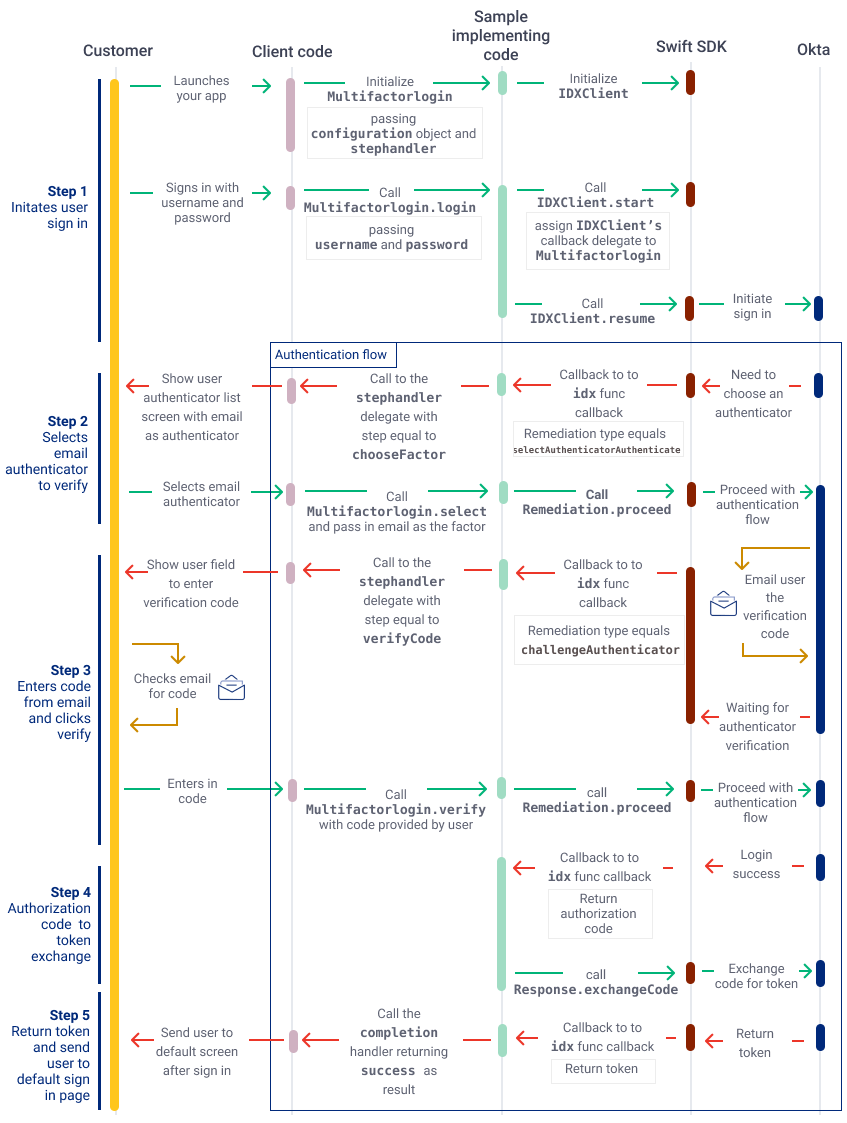 Customer
Client code
Sample
implementing
code
Swift SDK
Okta
Step 1
Initates user
sign in
Launches
your app
Initialize
Multifactorlogin
passing
configuration object and
stephandler
Initialize
IDXClient
Signs in with
username and
password
Call
Multifactorlogin.login
passing
username and password
Call
IDXClient.start
assign IDXClient’s
callback delegate to
Multifactorlogin
Call
IDXClient.resume
Initiate
sign in
Authentication flow
Step 2
Selects
email
authenticator
to verify
Show user
authenticator list
screen with email
as authenticator
Call to the
stephandler
delegate with
step equal to
chooseFactor
Callback to to
idx func
callback
Remediation type equals
selectAuthenticatorAuthenticate
Need to
choose an
authenticator
Selects email
authenticator
Call
Multifactorlogin.select
and pass in email as the factor
Call
Remediation.proceed
Proceed with
authentication
flow
Step 3
Enters code
from email
and clicks
verify
Show user field
to enter
verification code
Call to the
stephandler
delegate with
step equal to
verifyCode
Callback to to
idx func
callback
Remediation type equals
challengeAuthenticator
Email user
the
verification
code
Checks email
for code
Waiting for
authenticator
verification
Enters in
code
Call
Multifactorlogin.verify
with code provided by user
call
Remediation.proceed
Proceed with
authentication
flow
Step 4
Authorization
code to
token
exchange
Callback to to
idx func callback
Return
authorization
code
Login
success
call
Response.exchangeCode
Exchange
code for token
Step 5
Return token
and send
user to
default sign
in page
Send user to
default screen
after sign in
Call the
completion
handler returning
success as
result
Callback to to
idx func callback
Return token
Return
token